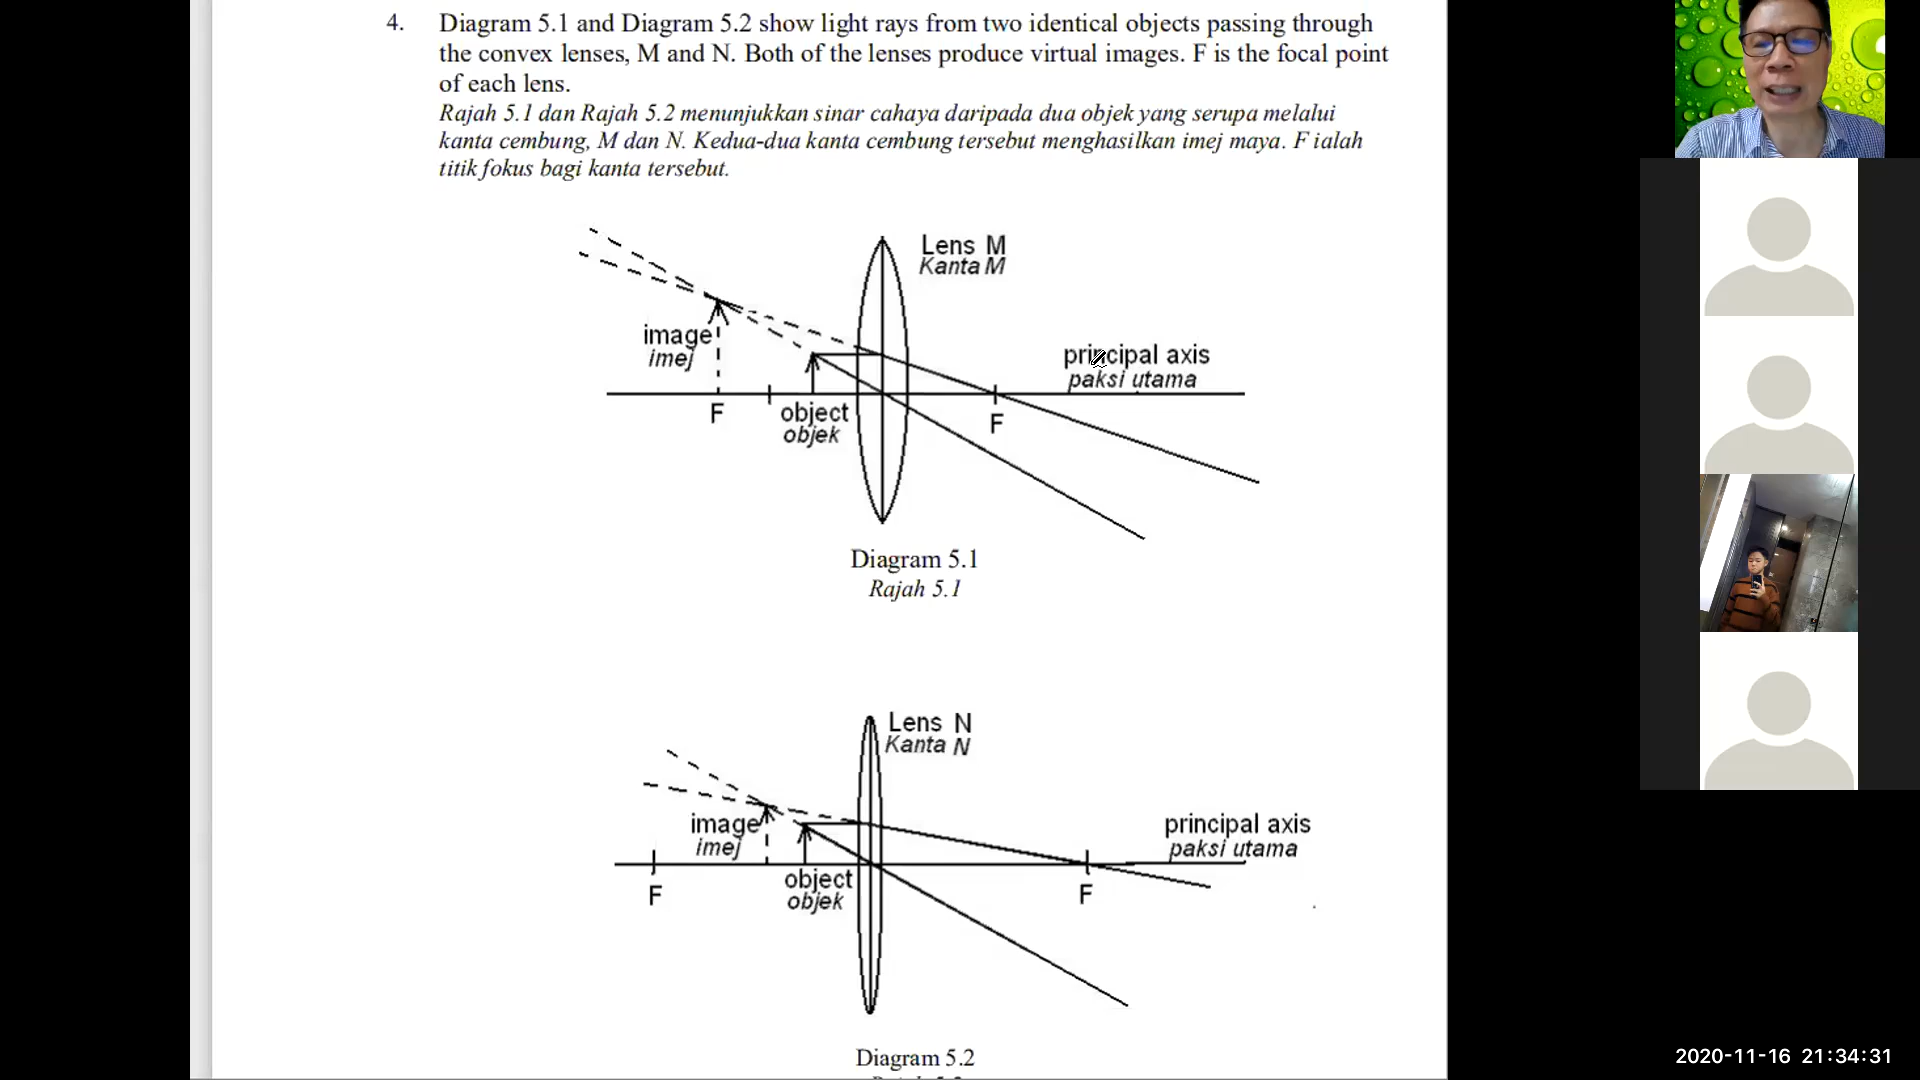 4. Diagram 5.1 and Diagram 5.2 show light rays from two identical objects passing through
the convex lenses, M and N. Both of the lenses produce virtual images. F is the focal point
of each lens.
Rajah 5.1 dan Rajah 5.2 menunjukkan sinar cahaya daripada dua objek yang serupa melalui
kanta cembung, M dan N. Kedua-dua kanta cembung tersebut menghasilkan imej maya. F ialah
titik fokus bagi kanta tersebut.
Lens M
Kanta M
image
imej
principal axis
paksi utama
F
object
objek
F
Diagram 5.1
Rajah 5.1
Lens N
Kanta N
image
imej
principal axis
paksi utama
F
object
objek
F
Diagram 5.2
2020-11-16 21:34:31